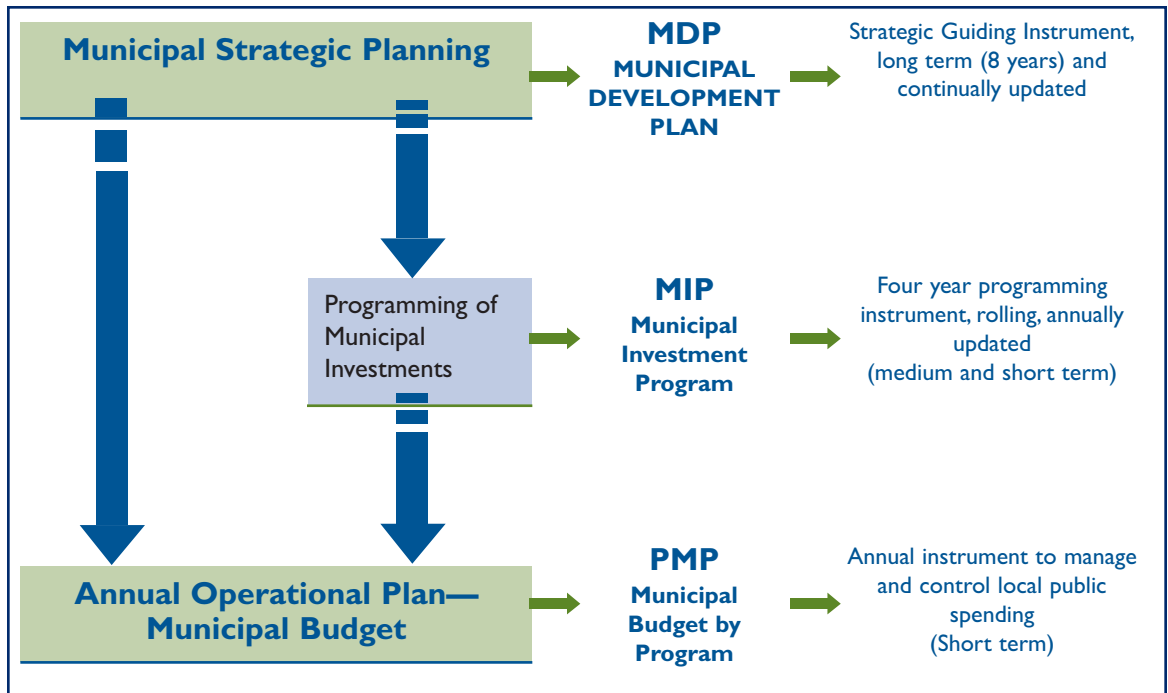 Municipal Strategic Planning
MDP
MUNICIPAL
DEVELOPMENT
PLAN
Strategic Guiding Instrument,
long term (8 years) and
continually updated
Programming of
Municipal
Investments
MIP
Municipal
Investment
Program
Four year programming
instrument, rolling, annually
updated
(medium and short term)
Annual Operational Plan—
Municipal Budget
PMP
Municipal
Budget by
Program
Annual instrument to manage
and control local public
spending
(Short term)